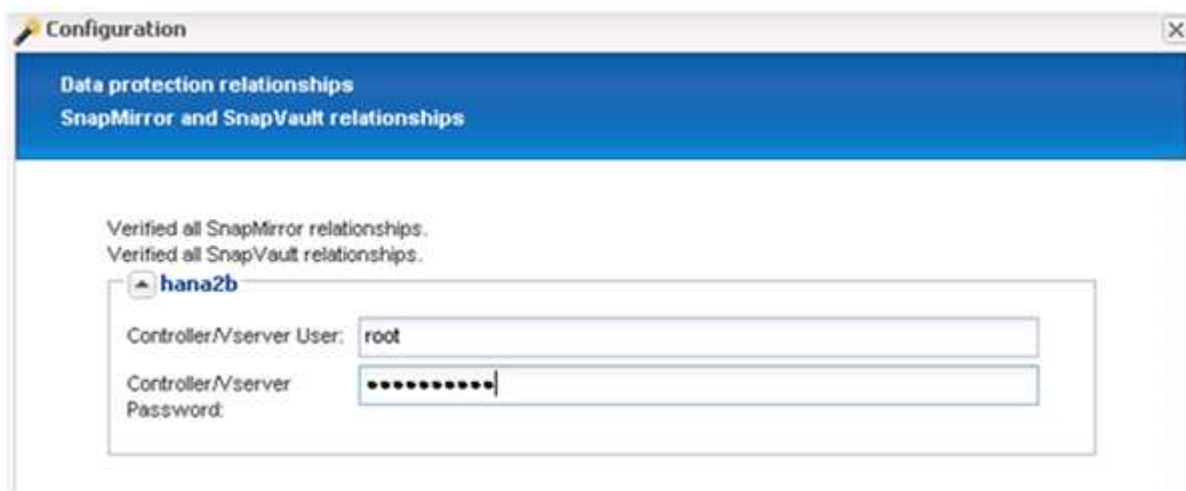 Configuration
Data protection relationships
SnapMirror and SnapVault relationships
Verified all SnapMirror relationships.
Verified all SnapVault relationships.
hana2b
Controller/Vserver User: root
Controller/Vserver
Password: ••••••••••